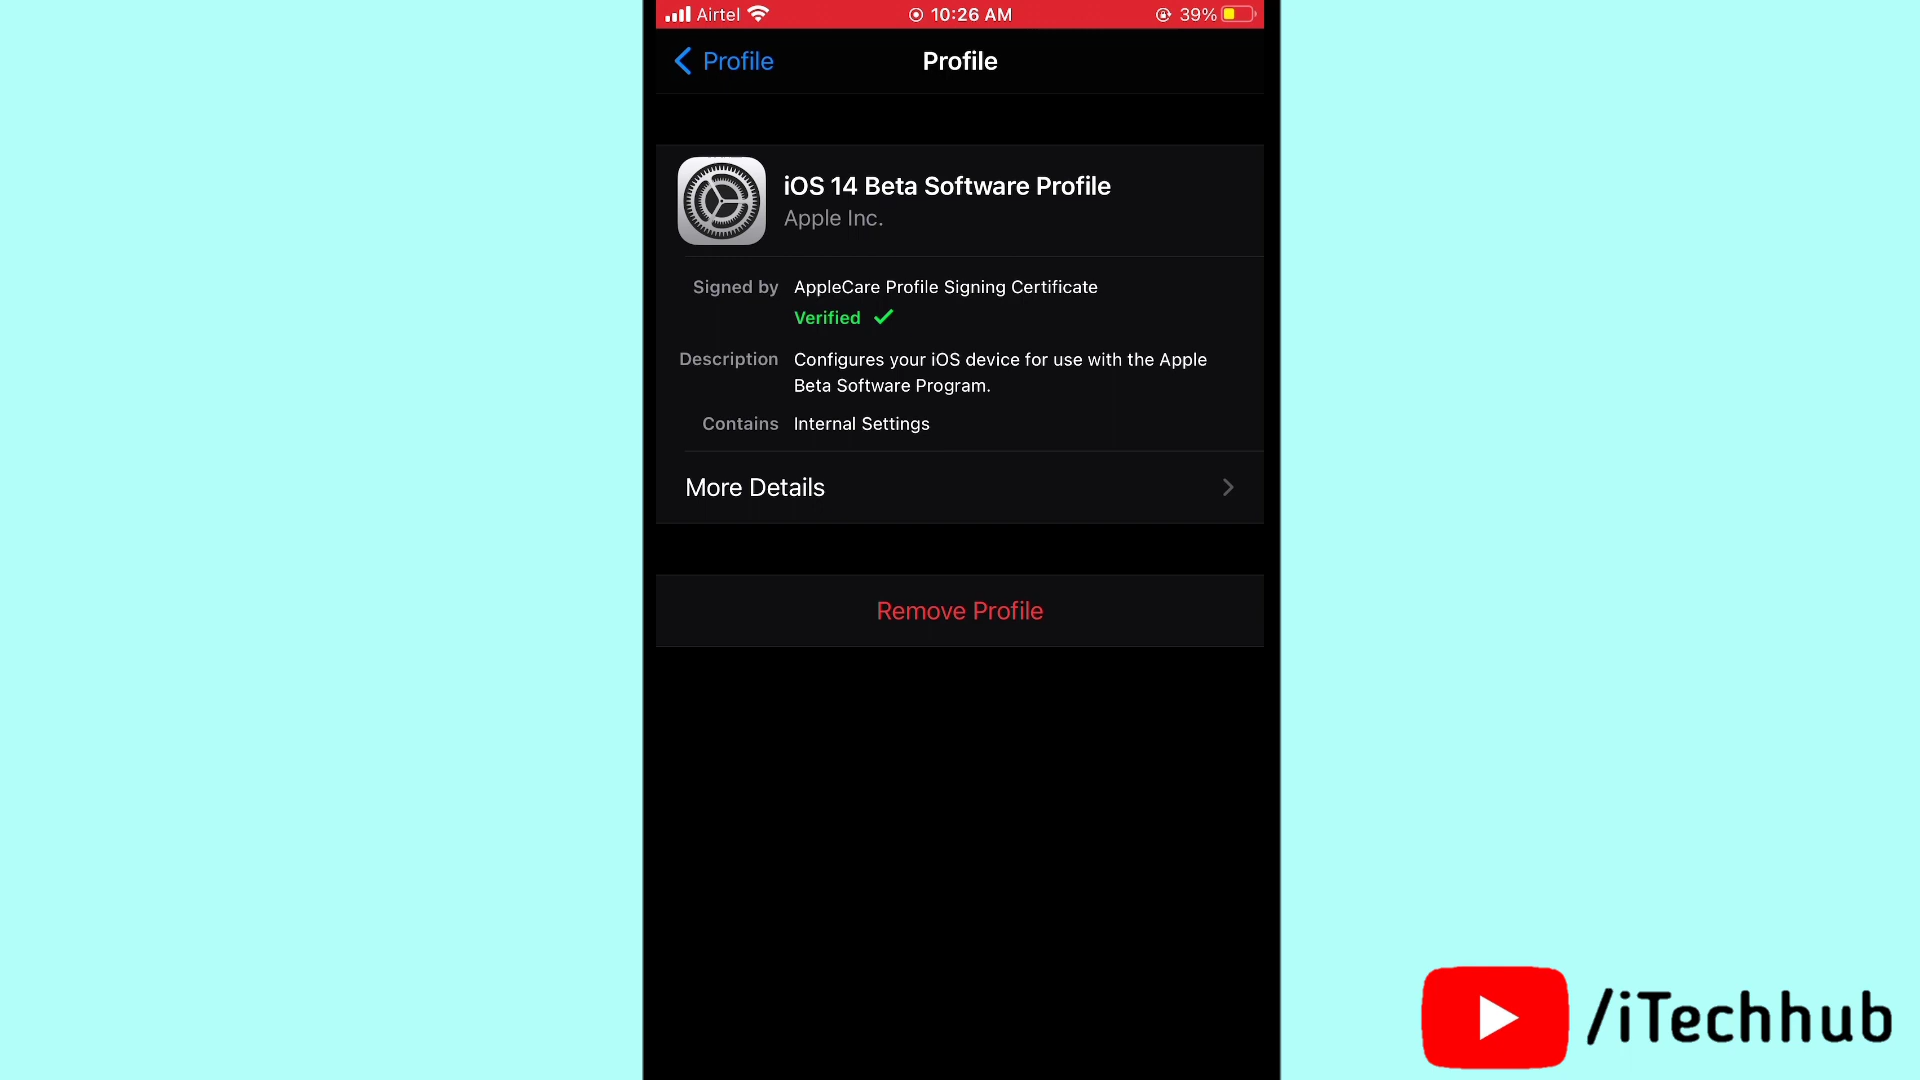 Airtel 10:26 AM 39%
Profile Profile
iOS 14 Beta Software Profile
Apple Inc.
Signed by AppleCare Profile Signing Certificate
Verified
Description Configures your iOS device for use with the Apple
Beta Software Program.
Contains Internal Settings
More Details
Remove Profile
/iTechhub